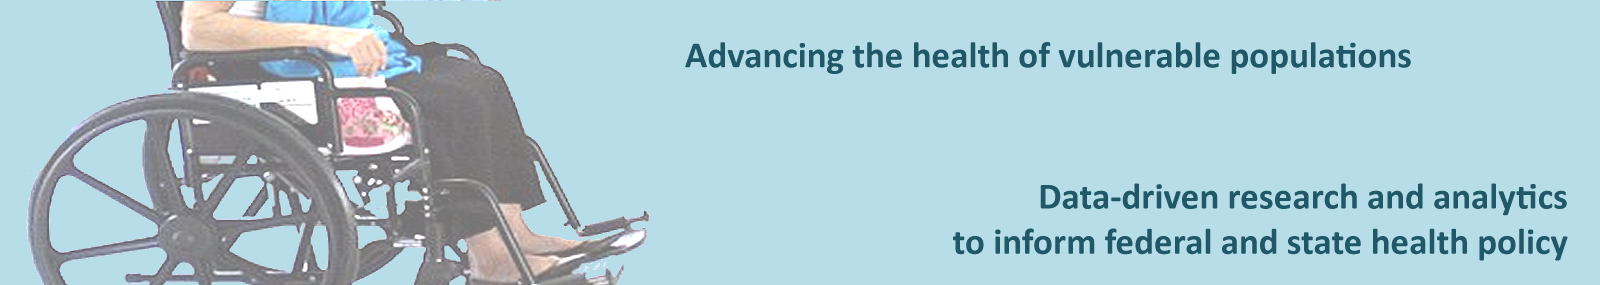 Advancing the health of vulnerable populations
Data-driven research and analytics
to inform federal and state health policy